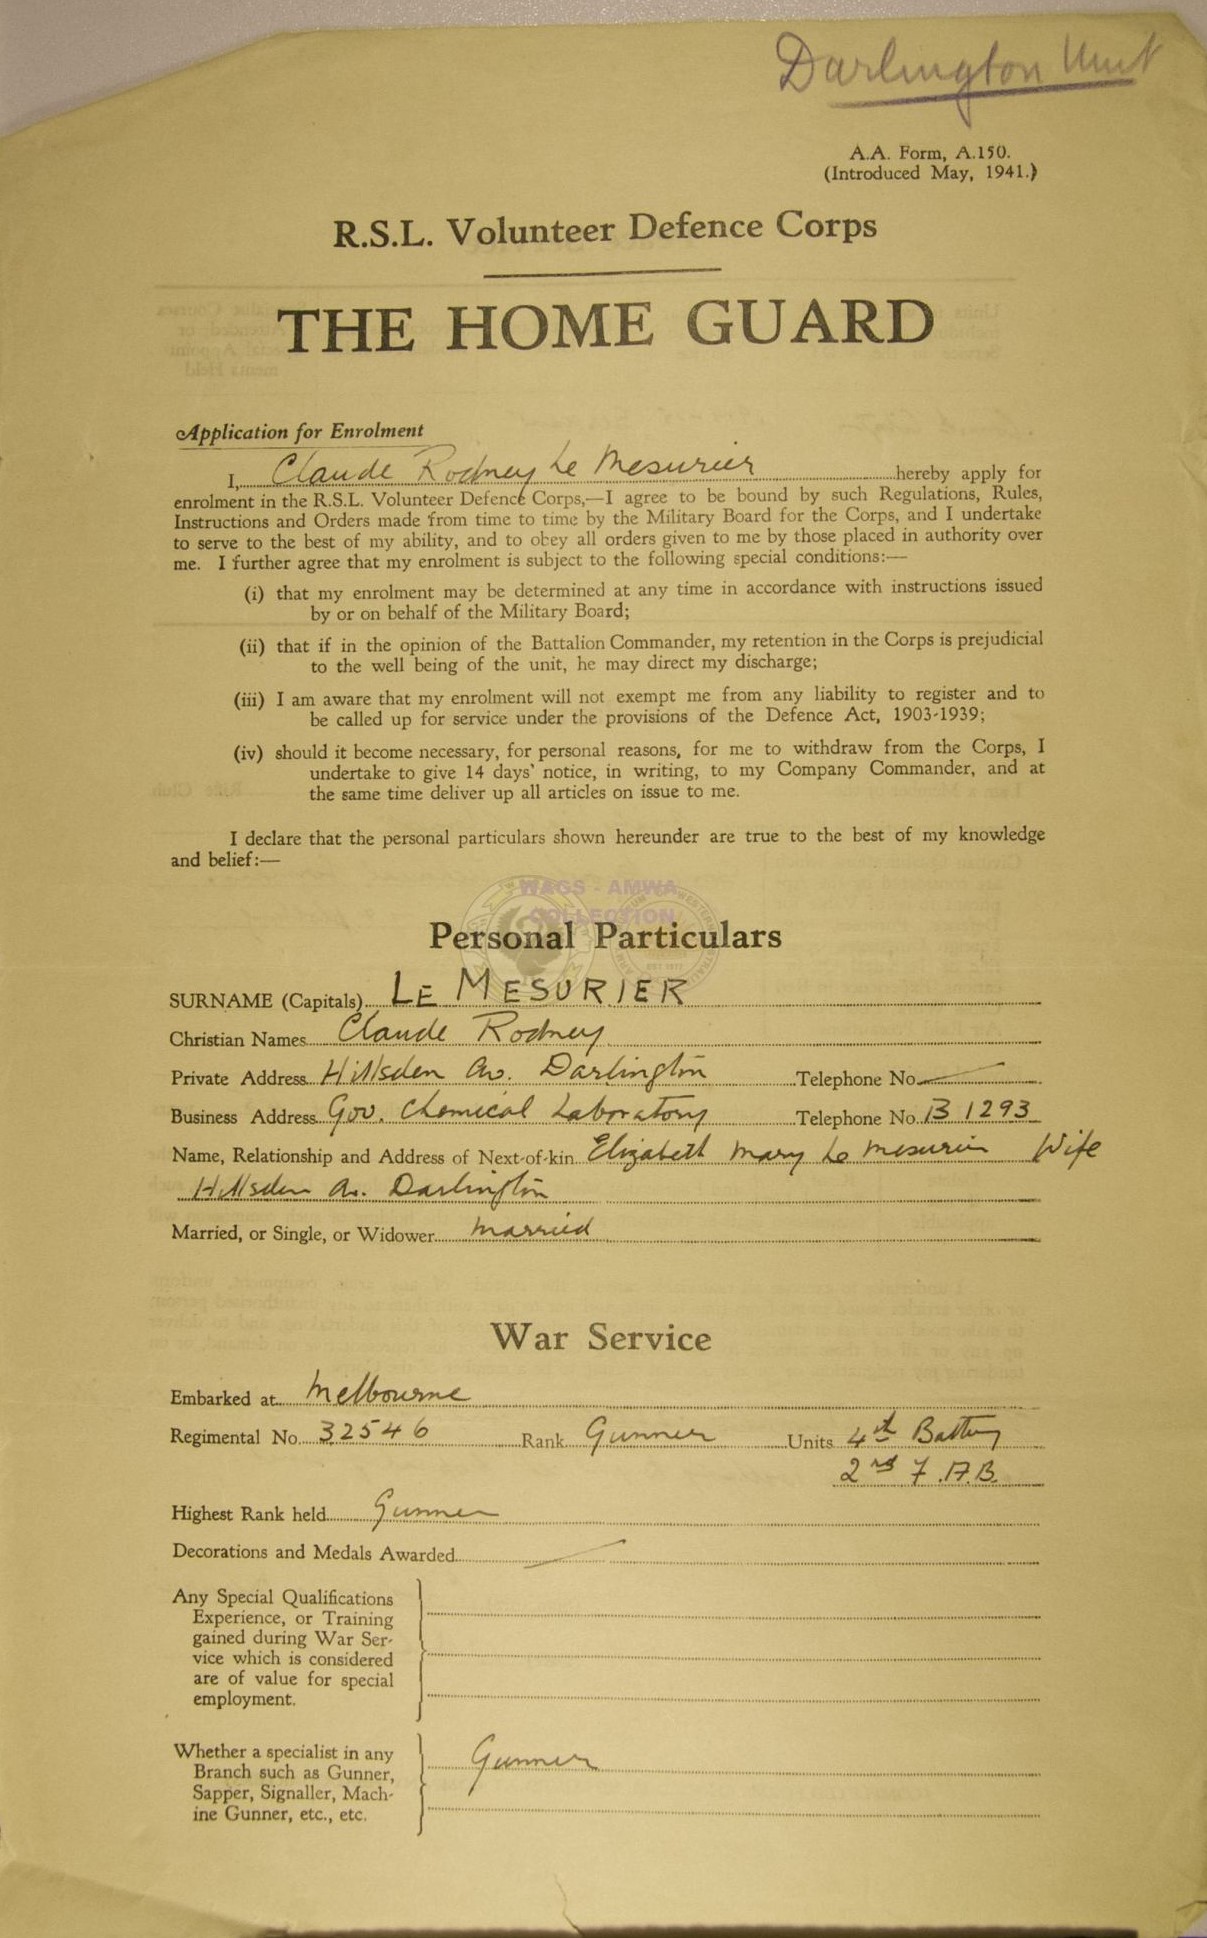 Darlington Unit
A.A. Form, A.150.
(Introduced May, 1941.)
R.S.L. Volunteer Defence Corps
THE HOME GUARD
Application for Enrolment
I, Claude Rodney Le Mesurier hereby apply for
enrolment in the R.S.L. Volunteer Defence Corps,—I agree to be bound by such Regulations, Rules,
Instructions and Orders made from time to time by the Military Board for the Corps, and I undertake
to serve to the best of my ability, and to obey all orders given to me by those placed in authority over
me. I further agree that my enrolment is subject to the following special conditions:—
(i) that my enrolment may be determined at any time in accordance with instructions issued
by or on behalf of the Military Board;
(ii) that if in the opinion of the Battalion Commander, my retention in the Corps is prejudicial
to the well being of the unit, he may direct my discharge;
(iii) I am aware that my enrolment will not exempt me from any liability to register and to
be called up for service under the provisions of the Defence Act, 1903-1939;
(iv) should it become necessary, for personal reasons, for me to withdraw from the Corps, I
undertake to give 14 days' notice, in writing, to my Company Commander, and at
the same time deliver up all articles on issue to me.
I declare that the personal particulars shown hereunder are true to the best of my knowledge
and belief:—
WAGS - AMWA
COLLECTION
Personal Particulars
SURNAME (Capitals) LE MESURIER
Christian Names Claude Rodney
Private Address Hillsden Av. Darlington Telephone No.
Business Address Gov. Chemical Laboratory Telephone No. B 1293
Name, Relationship and Address of Next-of-kin Elizabeth Mary Le Mesurier Wife
Hillsden Av. Darlington
Married, or Single, or Widower Married
War Service
Embarked at Melbourne
Regimental No. 32546 Rank Gunner Units 4th Battery
2nd F.A.B.
Highest Rank held Gunner
Decorations and Medals Awarded
Any Special Qualifications
Experience, or Training
gained during War Ser-
vice which is considered
are of value for special
employment.
Whether a specialist in any
Branch such as Gunner,
Sapper, Signaller, Mach-
ine Gunner, etc., etc.
Gunner